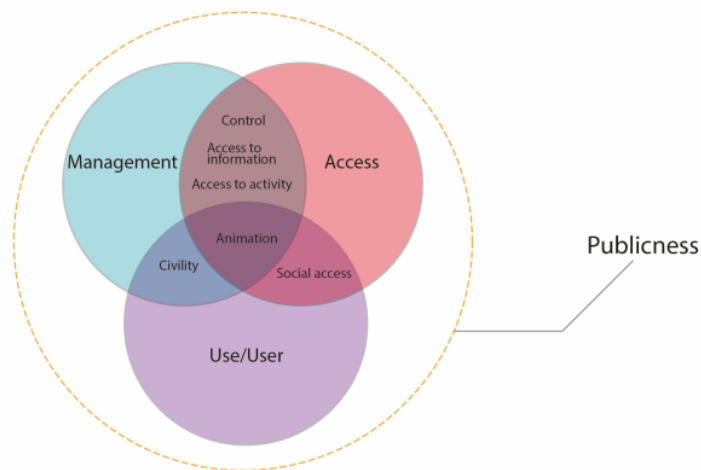 Control
Access to
information
Management
Access
Access to activity
Animation
Publicness
Civility
Social access
Use/User